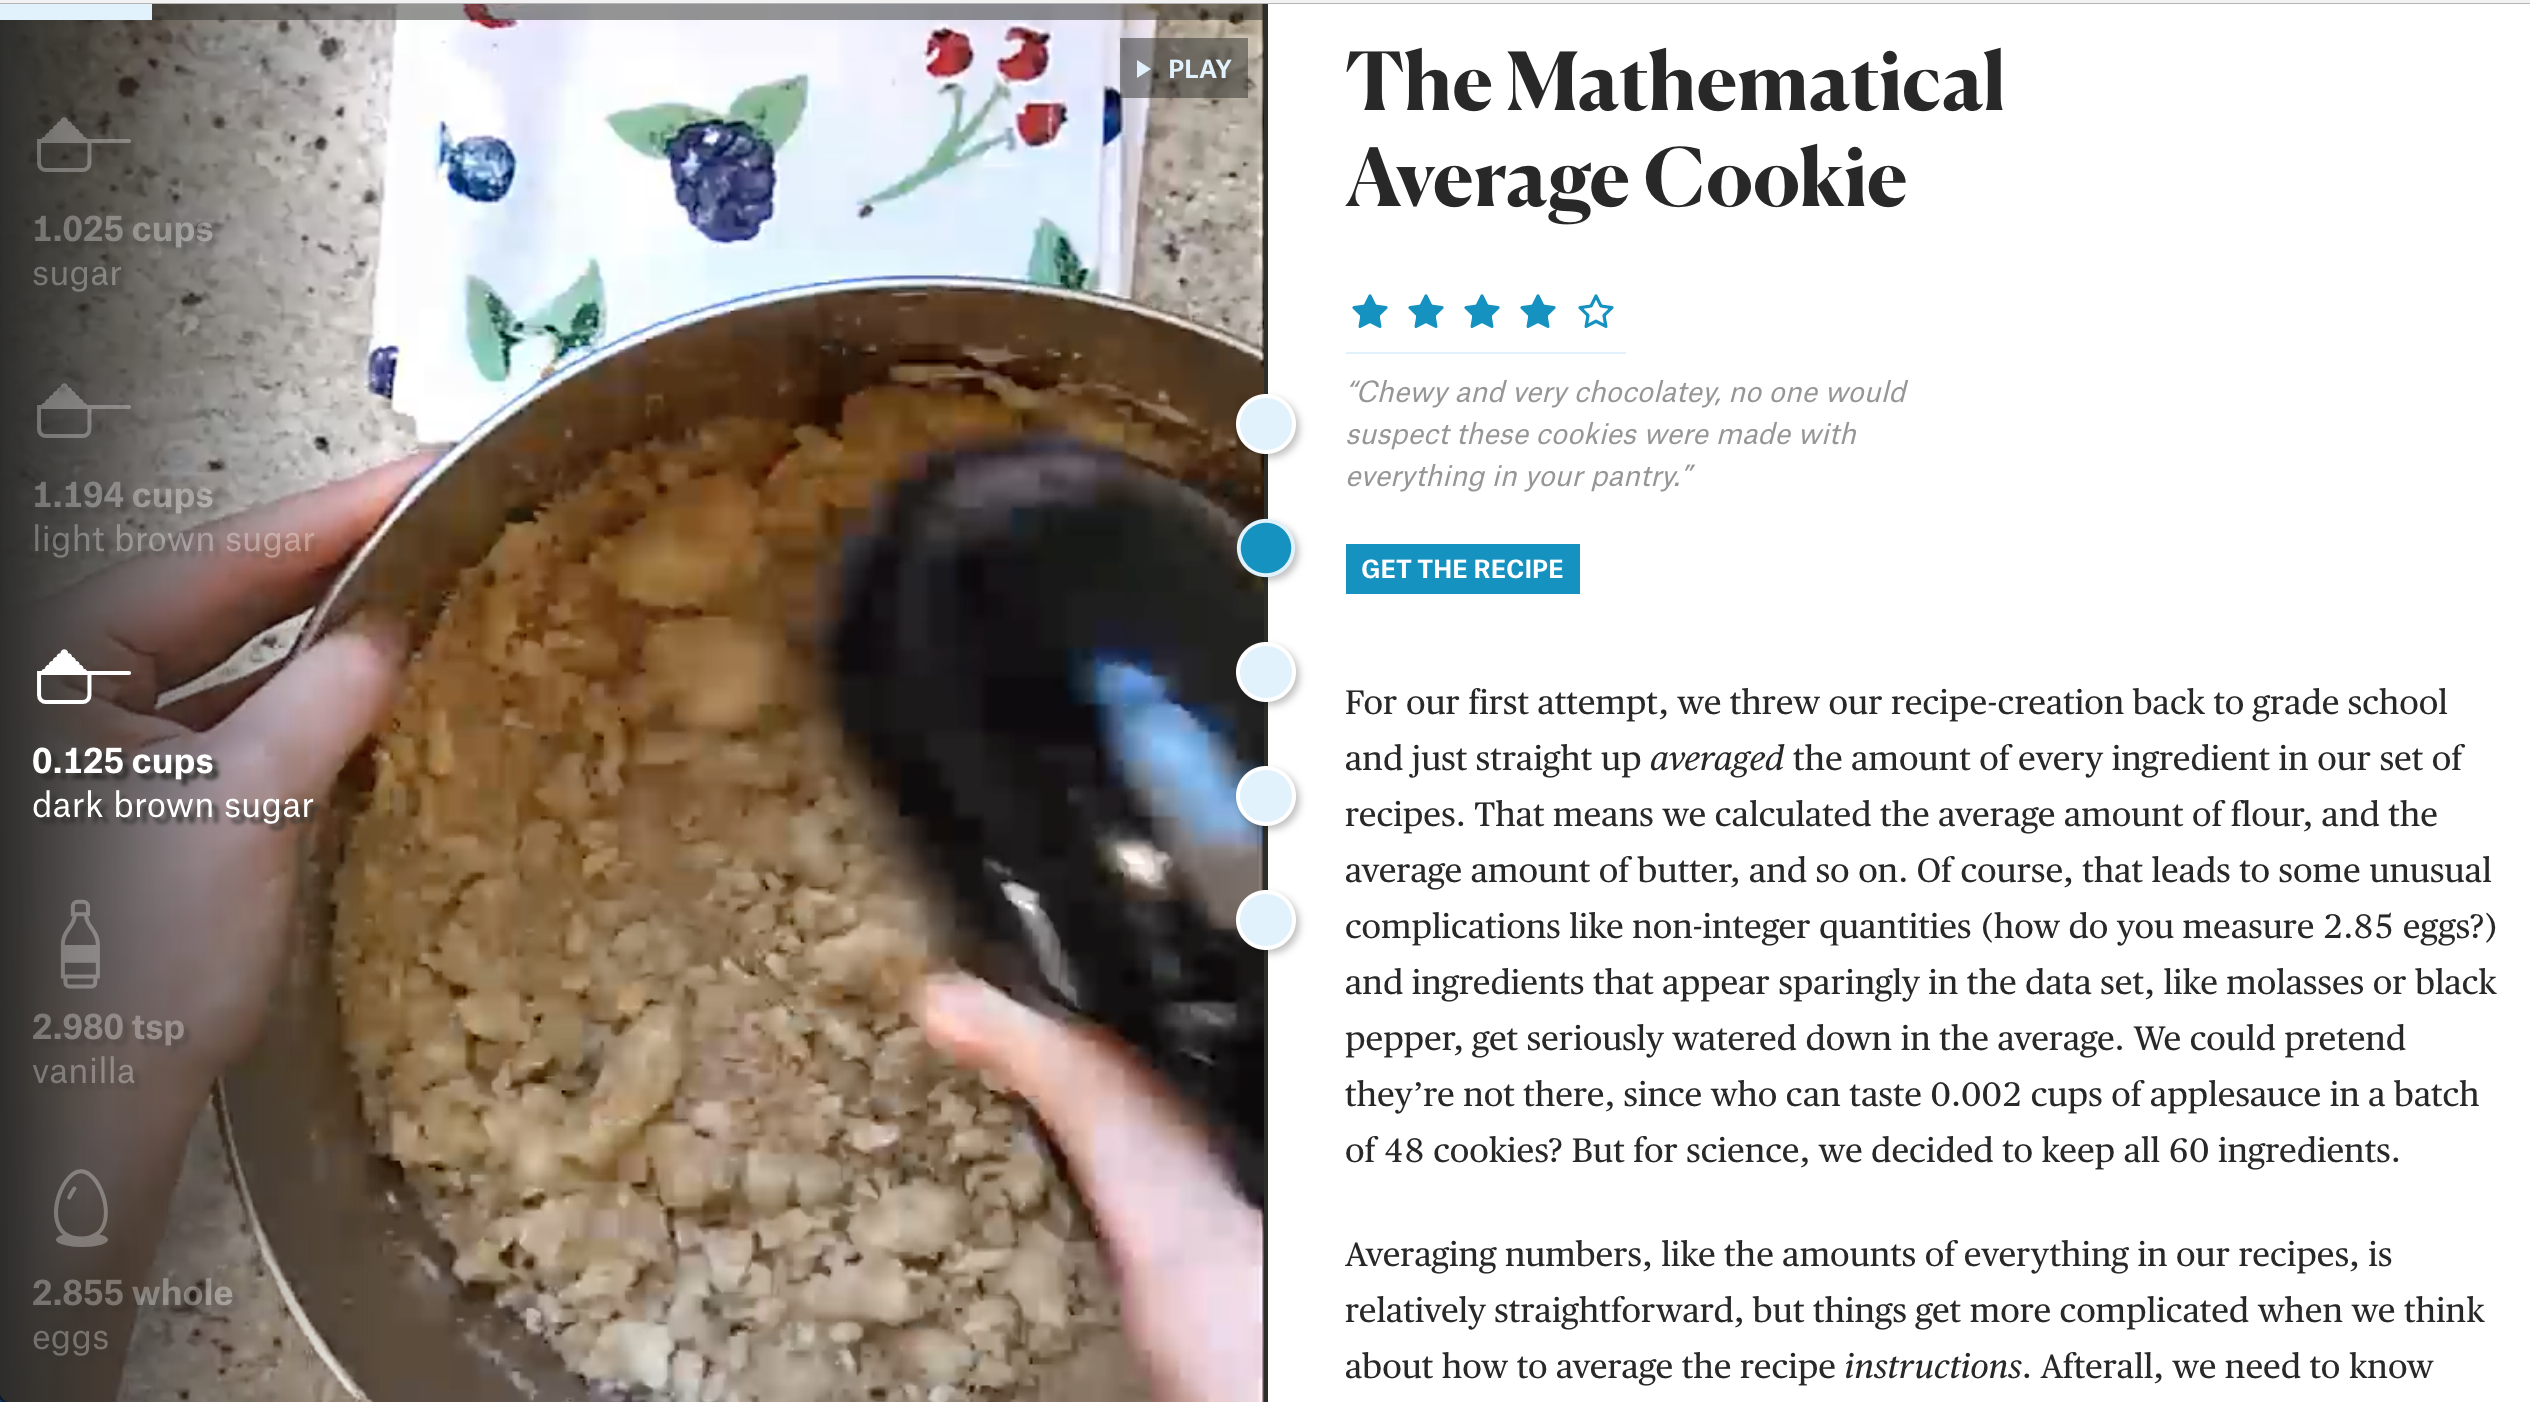 PLAY
1.025 cups
sugar
1.194 cups
light brown sugar
0.125 cups
dark brown sugar
2.980 tsp
vanilla
2.855 whole
eggs
The Mathematical
Average Cookie
“Chewy and very chocolatey, no one would
suspect these cookies were made with
everything in your pantry.”
GET THE RECIPE
For our first attempt, we threw our recipe-creation back to grade school
and just straight up averaged the amount of every ingredient in our set of
recipes. That means we calculated the average amount of flour, and the
average amount of butter, and so on. Of course, that leads to some unusual
complications like non-integer quantities (how do you measure 2.85 eggs?)
and ingredients that appear sparingly in the data set, like molasses or black
pepper, get seriously watered down in the average. We could pretend
they’re not there, since who can taste 0.002 cups of applesauce in a batch
of 48 cookies? But for science, we decided to keep all 60 ingredients.
Averaging numbers, like the amounts of everything in our recipes, is
relatively straightforward, but things get more complicated when we think
about how to average the recipe instructions. Afterall, we need to know